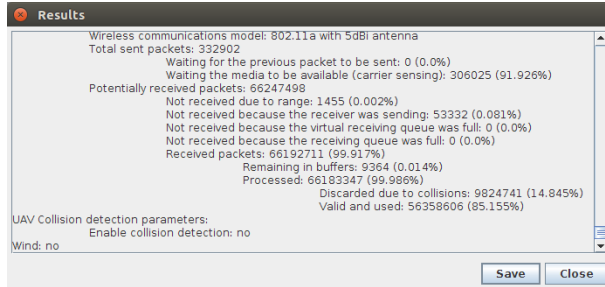 Results
Wireless communications model: 802.11a with 5dBi antenna
Total sent packets: 332902
Waiting for the previous packet to be sent: 0 (0.0%)
Waiting the media to be available (carrier sensing): 306025 (91.926%)
Potentially received packets: 66247498
Not received due to range: 1455 (0.002%)
Not received because the receiver was sending: 53332 (0.081%)
Not received because the virtual receiving queue was full: 0 (0.0%)
Not received because the receiving queue was full: 0 (0.0%)
Received packets: 66192711 (99.917%)
Remaining in buffers: 9364 (0.014%)
Processed: 66183347 (99.986%)
Discarded due to collisions: 9824741 (14.845%)
Valid and used: 56358606 (85.155%)
UAV Collision detection parameters:
Enable collision detection: no
Wind: no
Save Close